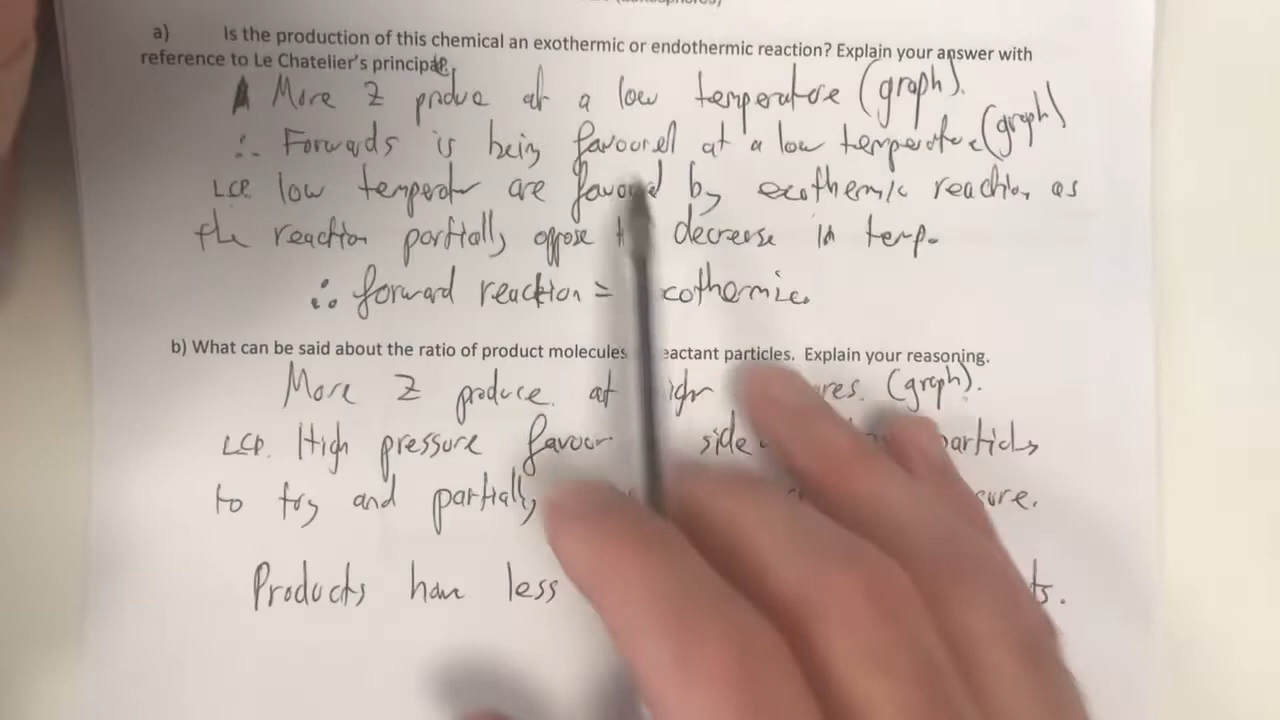 a) Is the production of this chemical an exothermic or endothermic reaction? Explain your answer with
reference to Le Chatelier's principle.
More Z produce at a low temperature (graph).
∴ Forwards is being favoured at a low temperature (graph)
LCP. low temperature are favoured by exothermic reaction, as
the reaction partially oppose decrease in temp.
∴ forward reaction = exothermic.
b) What can be said about the ratio of product molecules reactant particles. Explain your reasoning.
More Z produce. at (graph).
LCP. High pressure favour side particles
to try and partially
Products have less